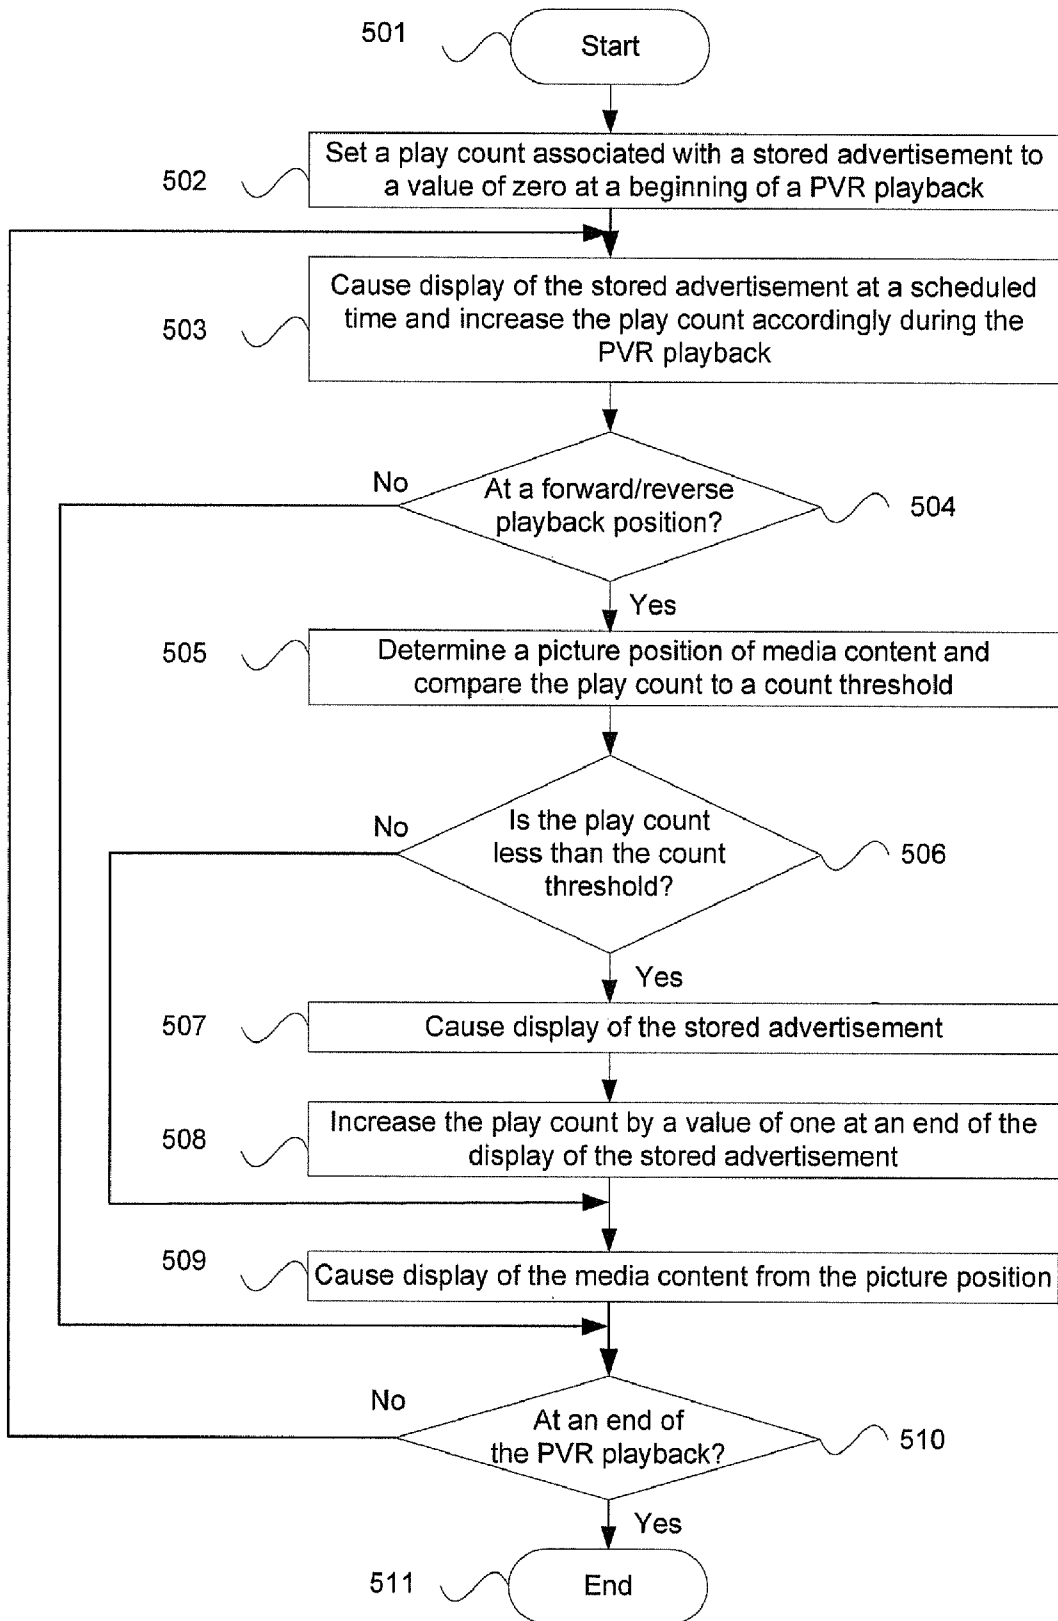 501
Start
502
Set a play count associated with a stored advertisement to
a value of zero at a beginning of a PVR playback
503
Cause display of the stored advertisement at a scheduled
time and increase the play count accordingly during the
PVR playback
No
At a forward/reverse
playback position?
504
Yes
505
Determine a picture position of media content and
compare the play count to a count threshold
No
Is the play count
less than the count
threshold?
506
Yes
507
Cause display of the stored advertisement
508
Increase the play count by a value of one at an end of the
display of the stored advertisement
509
Cause display of the media content from the picture position
No
At an end of
the PVR playback?
510
Yes
511
End